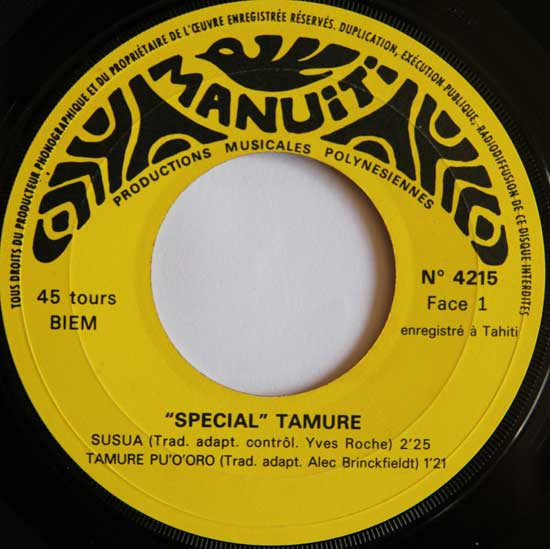 TOUS DROITS DU PRODUCTEUR PHONOGRAPHIQUE ET DU PROPRIÉTAIRE DE L'ŒUVRE ENREGISTRÉE RÉSERVÉS. DUPLICATION, EXÉCUTION PUBLIQUE, RADIODIFFUSION DE CE DISQUE INTERDITES
MANUiTi
PRODUCTIONS MUSICALES POLYNESIENNES
45 tours
BIEM
N° 4215
Face 1
enregistré à Tahiti
"SPECIAL" TAMURE
SUSUA (Trad. adapt. contrôl. Yves Roche) 2'25
TAMURE PU'O'ORO (Trad. adapt. Alec Brinckfieldt) 1'21